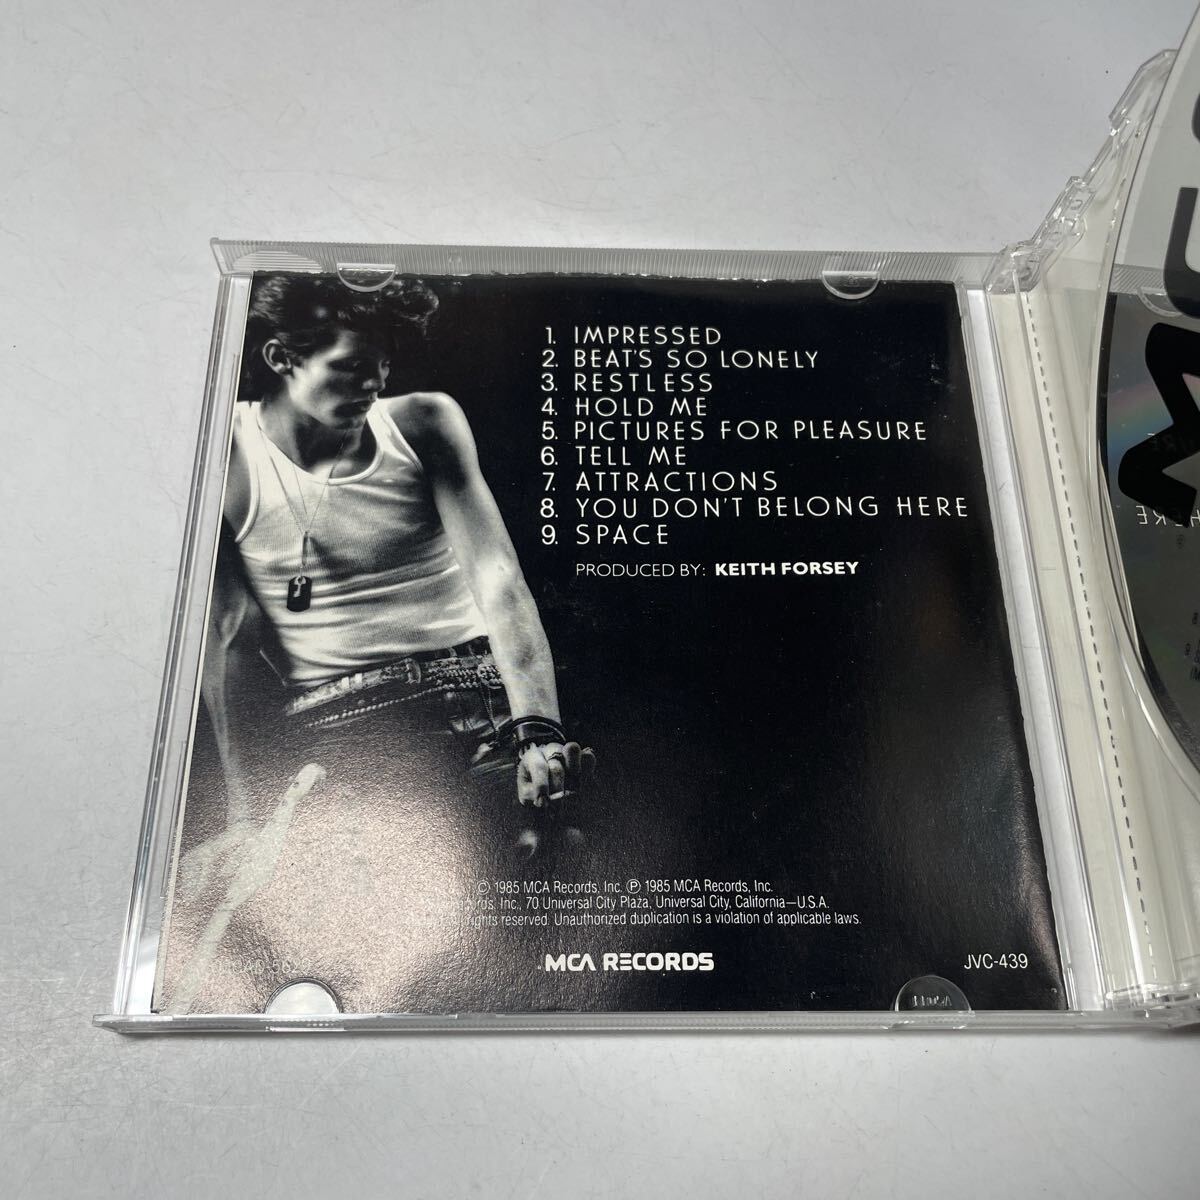 1. IMPRESSED
2. BEAT'S SO LONELY
3. RESTLESS
4. HOLD ME
5. PICTURES FOR PLEASURE
6. TELL ME
7. ATTRACTIONS
8. YOU DON'T BELONG HERE
9. SPACE
PRODUCED BY: KEITH FORSEY
© 1985 MCA Records, Inc. ℗ 1985 MCA Records, Inc.
Inc., 70 Universal City Plaza, Universal City, California—U.S.A.
rights reserved. Unauthorized duplication is a violation of applicable laws.
MCA RECORDS
JVC-439